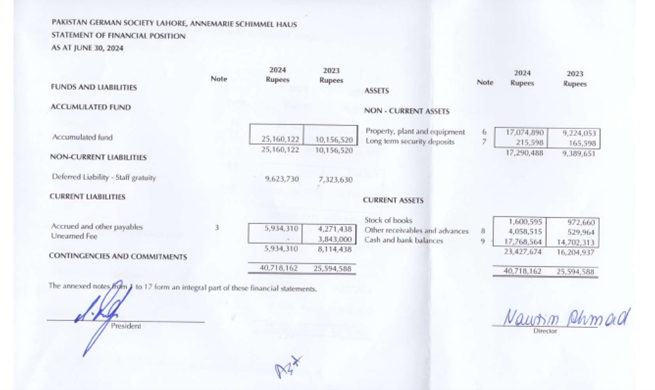 PAKISTAN GERMAN SOCIETY LAHORE, ANNEMARIE SCHIMMEL HAUS
STATEMENT OF FINANCIAL POSITION
AS AT JUNE 30, 2024
Note 2024 Rupees 2023 Rupees
FUNDS AND LIABILITIES
ACCUMULATED FUND
Accumulated fund 25,160,122 10,156,520
25,160,122 10,156,520
NON-CURRENT LIABILITIES
Deferred Liability - Staff gratuity 9,623,730 7,323,630
CURRENT LIABILITIES
Accrued and other payables 3 5,934,310 4,271,438
Unearned Fee - 3,843,000
5,934,310 8,114,438
CONTINGENCIES AND COMMITMENTS
40,718,162 25,594,588
Note 2024 Rupees 2023 Rupees
ASSETS
NON - CURRENT ASSETS
Property, plant and equipment 6 17,074,890 9,224,053
Long term security deposits 7 215,598 165,598
17,290,488 9,389,651
CURRENT ASSETS
Stock of books 1,600,595 972,660
Other receivables and advances 8 4,058,515 529,964
Cash and bank balances 9 17,768,564 14,702,313
23,427,674 16,204,937
40,718,162 25,594,588
The annexed notes from 1 to 17 form an integral part of these financial statements.
President
Director